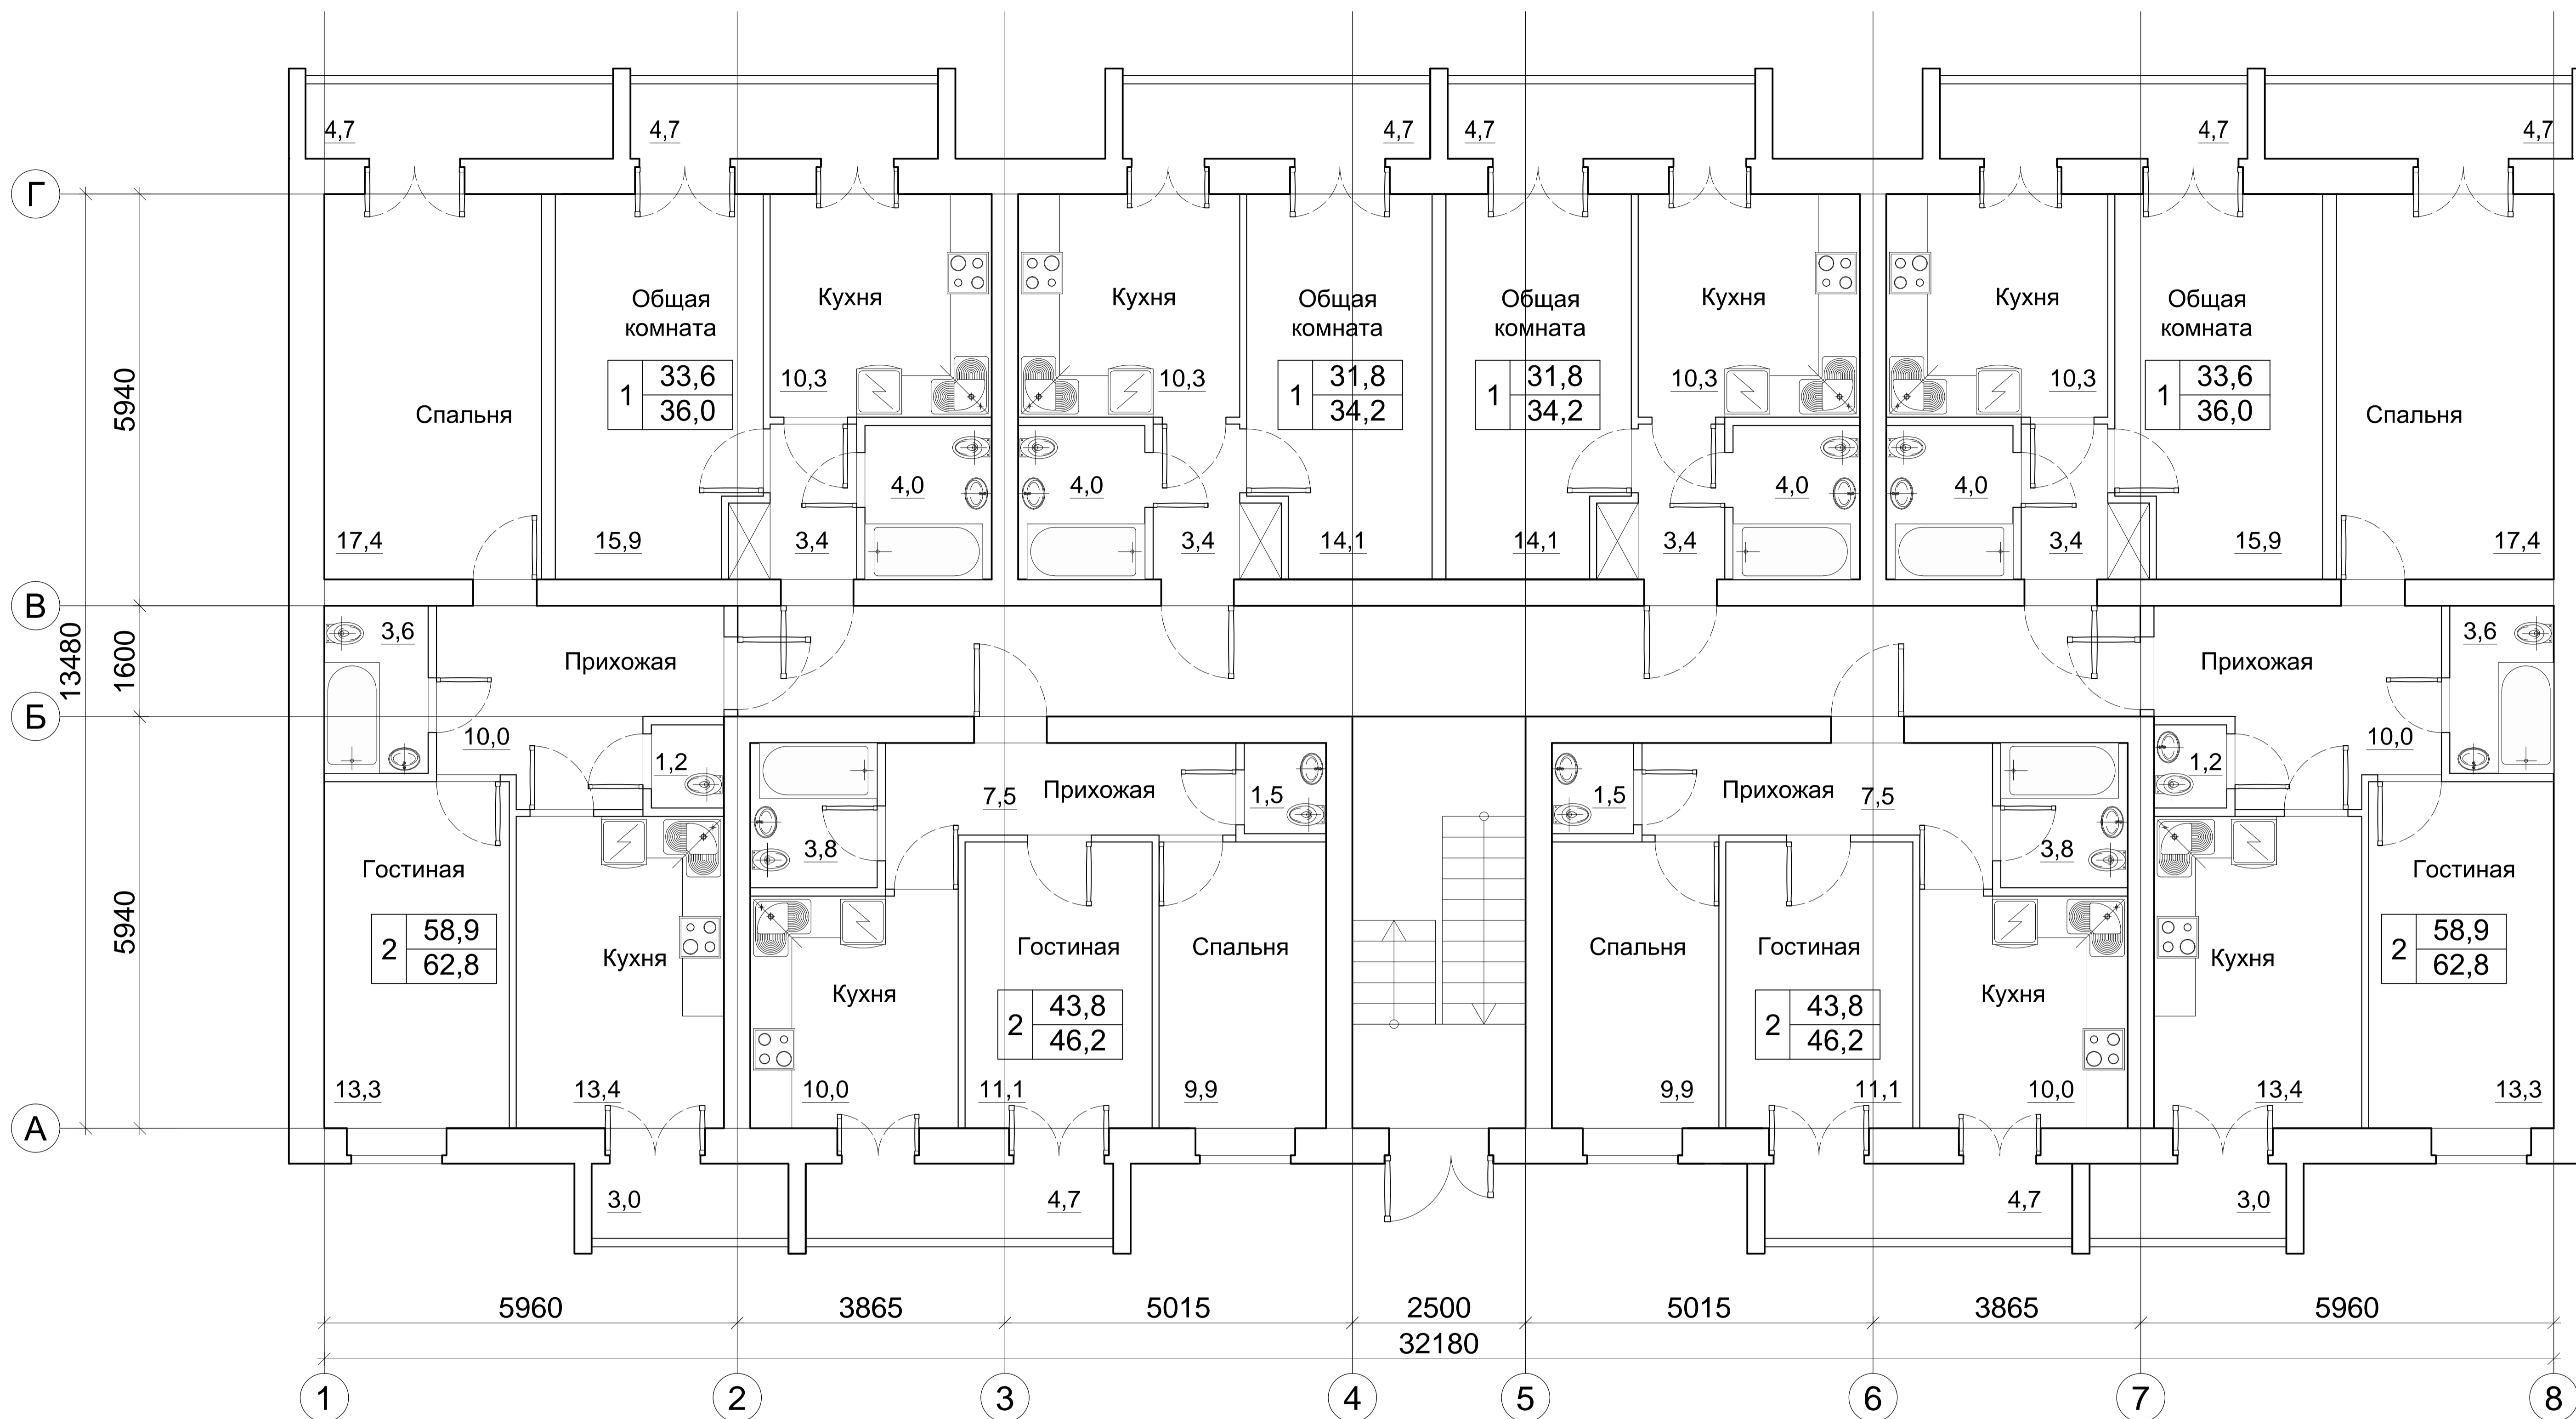 4,7 4,7 4,7 4,7 4,7 4,7
Г
Общая комната Кухня Кухня Общая комната Общая комната Кухня Кухня Общая комната
1 33,6 36,0 10,3 10,3 1 31,8 34,2 1 31,8 34,2 10,3 10,3 1 33,6 36,0
5940
Спальня Спальня
4,0 4,0 4,0 4,0
17,4 15,9 3,4 3,4 14,1 14,1 3,4 3,4 15,9 17,4
В
3,6 3,6
Прихожая Прихожая
13480 1600
Б
10,0 10,0
1,2 1,2
7,5 Прихожая 1,5 1,5 Прихожая 7,5
3,8 3,8
Гостиная Гостиная
5940
2 58,9 62,8 Кухня Гостиная Спальня Спальня Гостиная Кухня 2 58,9 62,8
Кухня Кухня
2 43,8 46,2 2 43,8 46,2
13,3 13,4 10,0 11,1 9,9 9,9 11,1 10,0 13,4 13,3
А
3,0 4,7 4,7 3,0
5960 3865 5015 2500 5015 3865 5960
32180
1 2 3 4 5 6 7 8